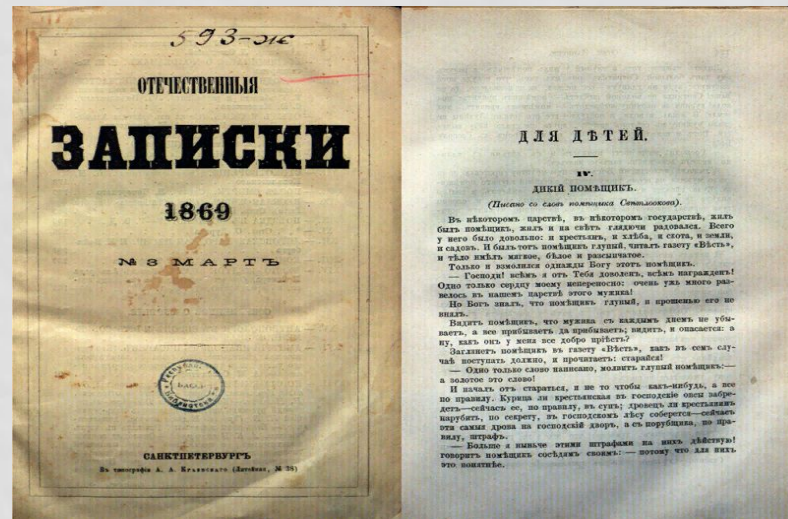 593-ж
ОТЕЧЕСТВЕННЫЯ
ЗАПИСКИ
1869
№ 3 МАРТЪ
САНКТПЕТЕРБУРГЪ
Въ типографіи А. А. Краевскаго (Литейная, № 38)
ДЛЯ ДѢТЕЙ.
IV.
ДИКІЙ ПОМѢЩИКЪ.
(Писано со словъ помѣщика Свѣтлоокова).
Въ нѣкоторомъ царствѣ, въ нѣкоторомъ государствѣ, жилъ
былъ помѣщикъ, жилъ и на свѣтъ глядючи радовался. Всего
у него было довольно: и крестьянъ, и хлѣба, и скота, и земли,
и садовъ. И былъ тотъ помѣщикъ глупый, читалъ газету «Вѣсть»,
и тѣло имѣлъ мягкое, бѣлое и разсыпчатое.
Только и взмолился однажды Богу этотъ помѣщикъ.
— Господи! всѣмъ я отъ Тебя доволенъ, всѣмъ награжденъ!
Одно только сердцу моему непереносно: очень ужь много раз-
велось въ нашемъ царствѣ этого мужика!
Но Богъ зналъ, что помѣщикъ глупый, и прошенью его не
внялъ.
Видитъ помѣщикъ, что мужика съ каждымъ днемъ не убы-
ваетъ, а все прибываетъ да прибываетъ; видитъ, и опасается: а
ну, какъ онъ у меня все добро пріѣстъ?
Заглянетъ помѣщикъ въ газету «Вѣсть», какъ въ семъ слу-
чаѣ поступать должно, и прочитаетъ: старайся!
— Одно только слово написано, молвитъ глупый помѣщикъ:—
а золотое это слово!
И началъ онъ стараться, и не то чтобы какъ-нибудь, а все
по правилу. Курица ли крестьянская въ господскіе овсы забре-
детъ—сейчасъ ее, по правилу, въ супъ; дровецъ ли крестьянинъ
нарубить, по секрету, въ господскомъ лѣсу соберется—сейчасъ
эти самыя дрова на господскій дворъ, а съ порубщика, по пра-
вилу, штрафъ.
— Больше я нынче этими штрафами на нихъ дѣйствую!
говоритъ помѣщикъ сосѣдямъ своимъ: — потому что для нихъ
это понятнѣе.